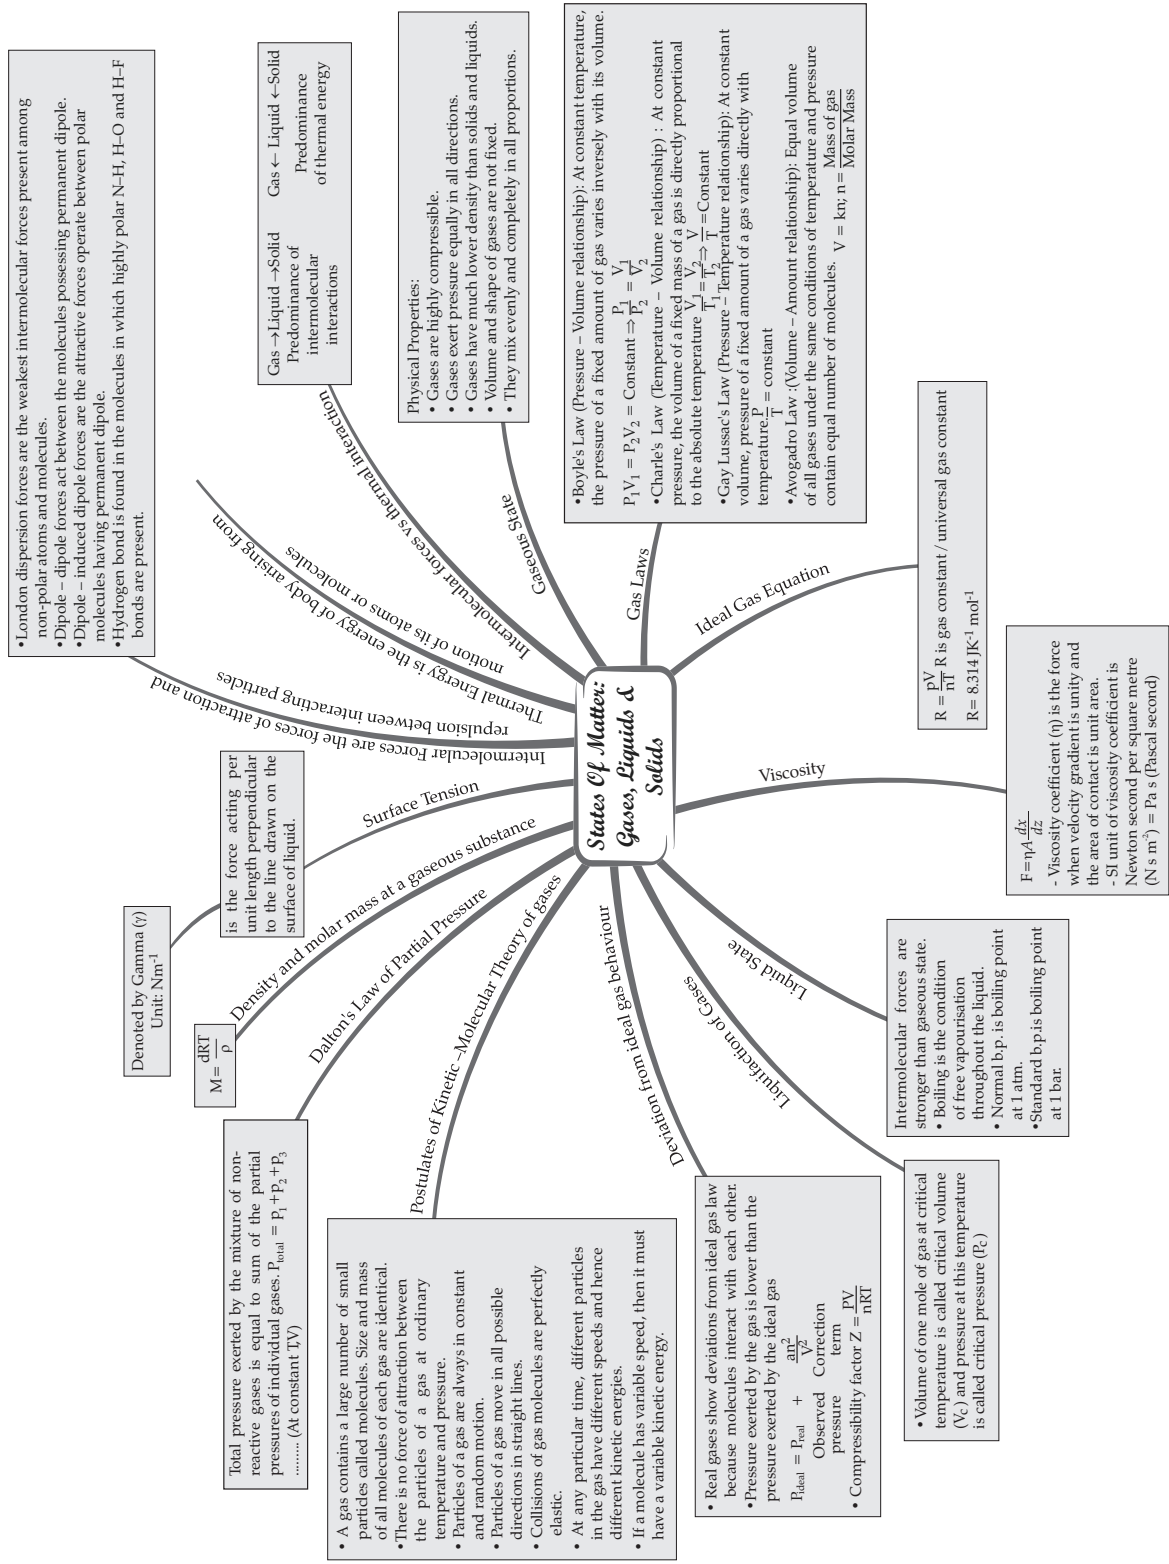 States Of Matter:
Gases, Liquids &
Solids
Intermolecular Forces are the forces of attraction and
repulsion between interacting particles
•London dispersion forces are the weakest intermolecular forces present among
non-polar atoms and molecules.
•Dipole – dipole forces act between the molecules possessing permanent dipole.
•Dipole – induced dipole forces are the attractive forces operate between polar
molecules having permanent dipole.
•Hydrogen bond is found in the molecules in which highly polar N–H, H–O and H–F
bonds are present.
Thermal Energy is the energy of body arising from
motion of its atoms or molecules
Intermolecular forces vs thermal interaction
Gas →Liquid →Solid
Predominance of
intermolecular
interactions
Gas ← Liquid ←Solid
Predominance
of thermal energy
Gaseous State
Physical Properties:
• Gases are highly compressible.
• Gases exert pressure equally in all directions.
• Gases have much lower density than solids and liquids.
• Volume and shape of gases are not fixed.
• They mix evenly and completely in all proportions.
Gas Laws
•Boyle's Law (Pressure – Volume relationship): At constant temperature,
the pressure of a fixed amount of gas varies inversely with its volume.
P₁V₁ = P₂V₂ = Constant ⇒ P₁/P₂ = V₁/V₂
•Charle's Law (Temperature – Volume relationship) : At constant
pressure, the volume of a fixed mass of a gas is directly proportional
to the absolute temperature V₁/T₁ = V₂/T₂ ⇒ V/T = Constant
•Gay Lussac's Law (Pressure – Temperature relationship): At constant
volume, pressure of a fixed amount of a gas varies directly with
temperature. P/T = constant
•Avogadro Law :(Volume – Amount relationship): Equal volume
of all gases under the same conditions of temperature and pressure
contain equal number of molecules. V = kn; n = Mass of gas/Molar Mass
Ideal Gas Equation
R = pV/nT R is gas constant / universal gas constant
R= 8.314 JK⁻¹ mol⁻¹
Viscosity
F=ηA dx/dz
- Viscosity coefficient (η) is the force
when velocity gradient is unity and
the area of contact is unit area.
- SI unit of viscosity coefficient is
Newton second per square metre
(N s m⁻²) = Pa s (Pascal second)
Liquid State
Intermolecular forces are
stronger than gaseous state.
• Boiling is the condition
of free vapourisation
throughout the liquid.
• Normal b.p. is boiling point
at 1 atm.
•Standard b.p.is boiling point
at 1 bar.
Liquifaction of Gases
• Volume of one mole of gas at critical
temperature is called critical volume
(V_C) and pressure at this temperature
is called critical pressure (P_C)
Deviation from ideal gas behaviour
• Real gases show deviations from ideal gas law
because molecules interact with each other.
•Pressure exerted by the gas is lower than the
pressure exerted by the ideal gas
P_ideal = P_real + an²/V²
Observed Correction
pressure term
• Compressibility factor Z = PV/nRT
Postulates of Kinetic –Molecular Theory of gases
• A gas contains a large number of small
particles called molecules. Size and mass
of all molecules of each gas are identical.
•There is no force of attraction between
the particles of a gas at ordinary
temperature and pressure.
• Particles of a gas are always in constant
and random motion.
• Particles of a gas move in all possible
directions in straight lines.
• Collisions of gas molecules are perfectly
elastic.
• At any particular time, different particles
in the gas have different speeds and hence
different kinetic energies.
• If a molecule has variable speed, then it must
have a variable kinetic energy.
Dalton's Law of Partial Pressure
Total pressure exerted by the mixture of non-
reactive gases is equal to sum of the partial
pressures of individual gases. P_total = p₁+p₂+p₃
......... (At constant T,V)
Density and molar mass at a gaseous substance
M= dRT/ρ
Surface Tension
is the force acting per
unit length perpendicular
to the line drawn on the
surface of liquid.
Denoted by Gamma (γ)
Unit: Nm⁻¹